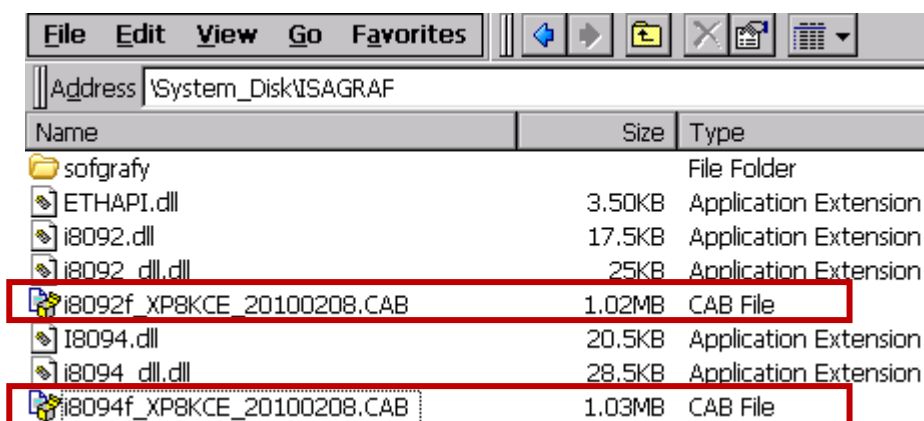 File Edit View Go Favorites
Address \System_Disk\ISAGRAF
Name Size Type
sofgrafy File Folder
ETHAPI.dll 3.50KB Application Extension
i8092.dll 17.5KB Application Extension
i8092_dll.dll 25KB Application Extension
i8092f_XP8KCE_20100208.CAB 1.02MB CAB File
I8094.dll 20.5KB Application Extension
i8094_dll.dll 28.5KB Application Extension
i8094f_XP8KCE_20100208.CAB 1.03MB CAB File